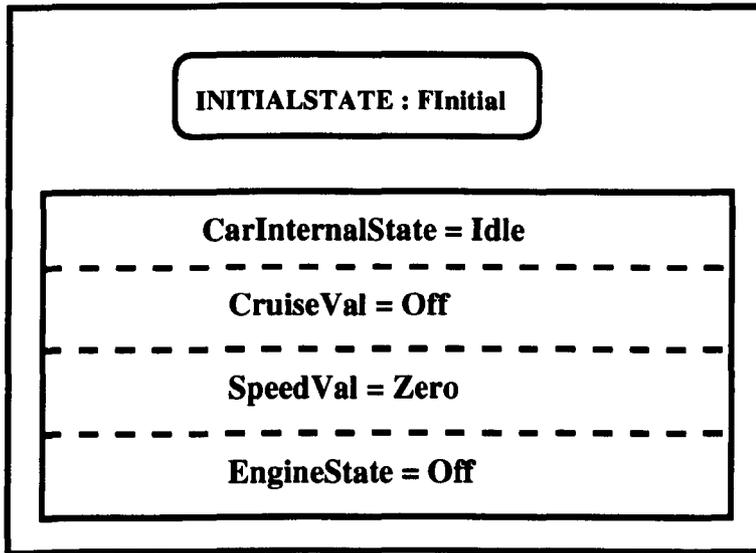 INITIALSTATE : FInitial
CarInternalState = Idle
CruiseVal = Off
SpeedVal = Zero
EngineState = Off